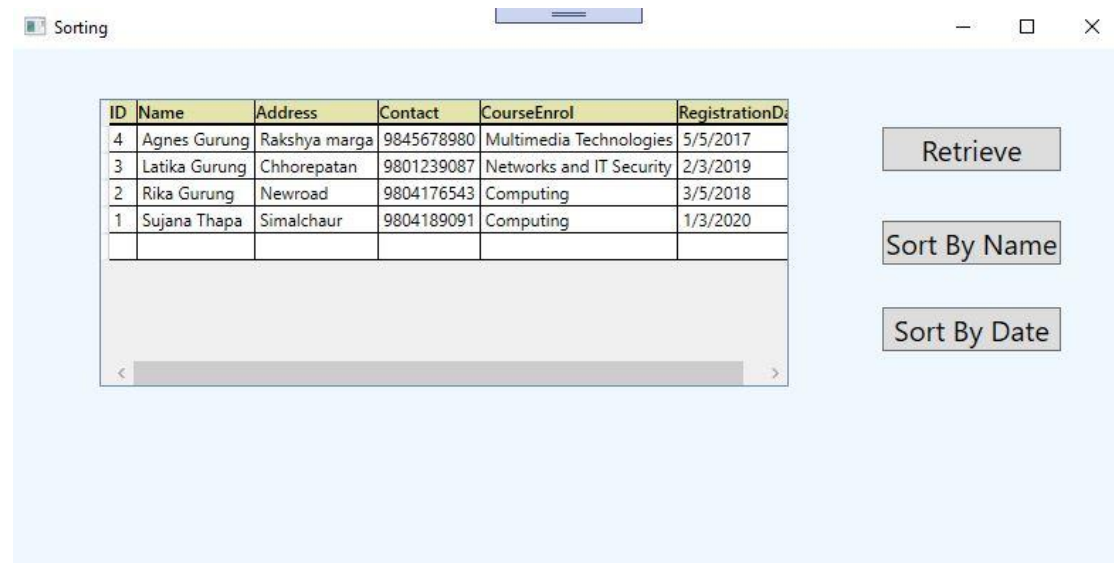 Sorting
ID Name Address Contact CourseEnrol RegistrationDa
4 Agnes Gurung Rakshya marga 9845678980 Multimedia Technologies 5/5/2017
3 Latika Gurung Chhorepatan 9801239087 Networks and IT Security 2/3/2019
2 Rika Gurung Newroad 9804176543 Computing 3/5/2018
1 Sujana Thapa Simalchaur 9804189091 Computing 1/3/2020
Retrieve
Sort By Name
Sort By Date